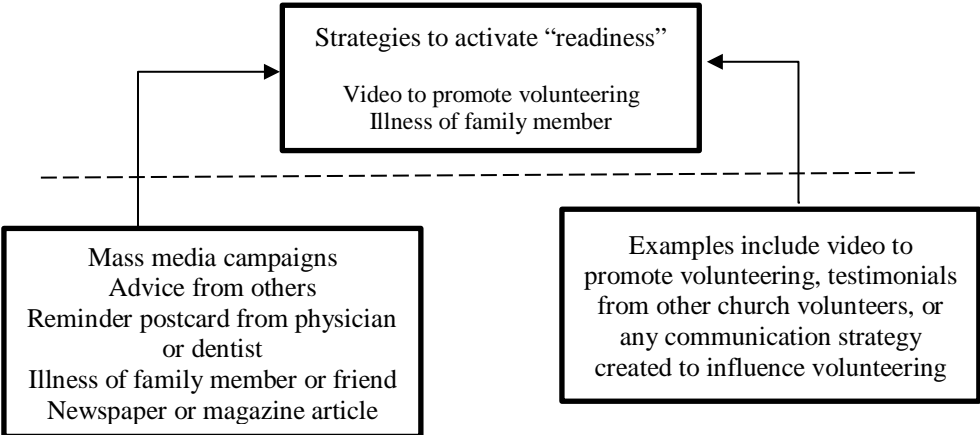 Strategies to activate “readiness”
Video to promote volunteering
Illness of family member
Mass media campaigns
Advice from others
Reminder postcard from physician
or dentist
Illness of family member or friend
Newspaper or magazine article
Examples include video to
promote volunteering, testimonials
from other church volunteers, or
any communication strategy
created to influence volunteering